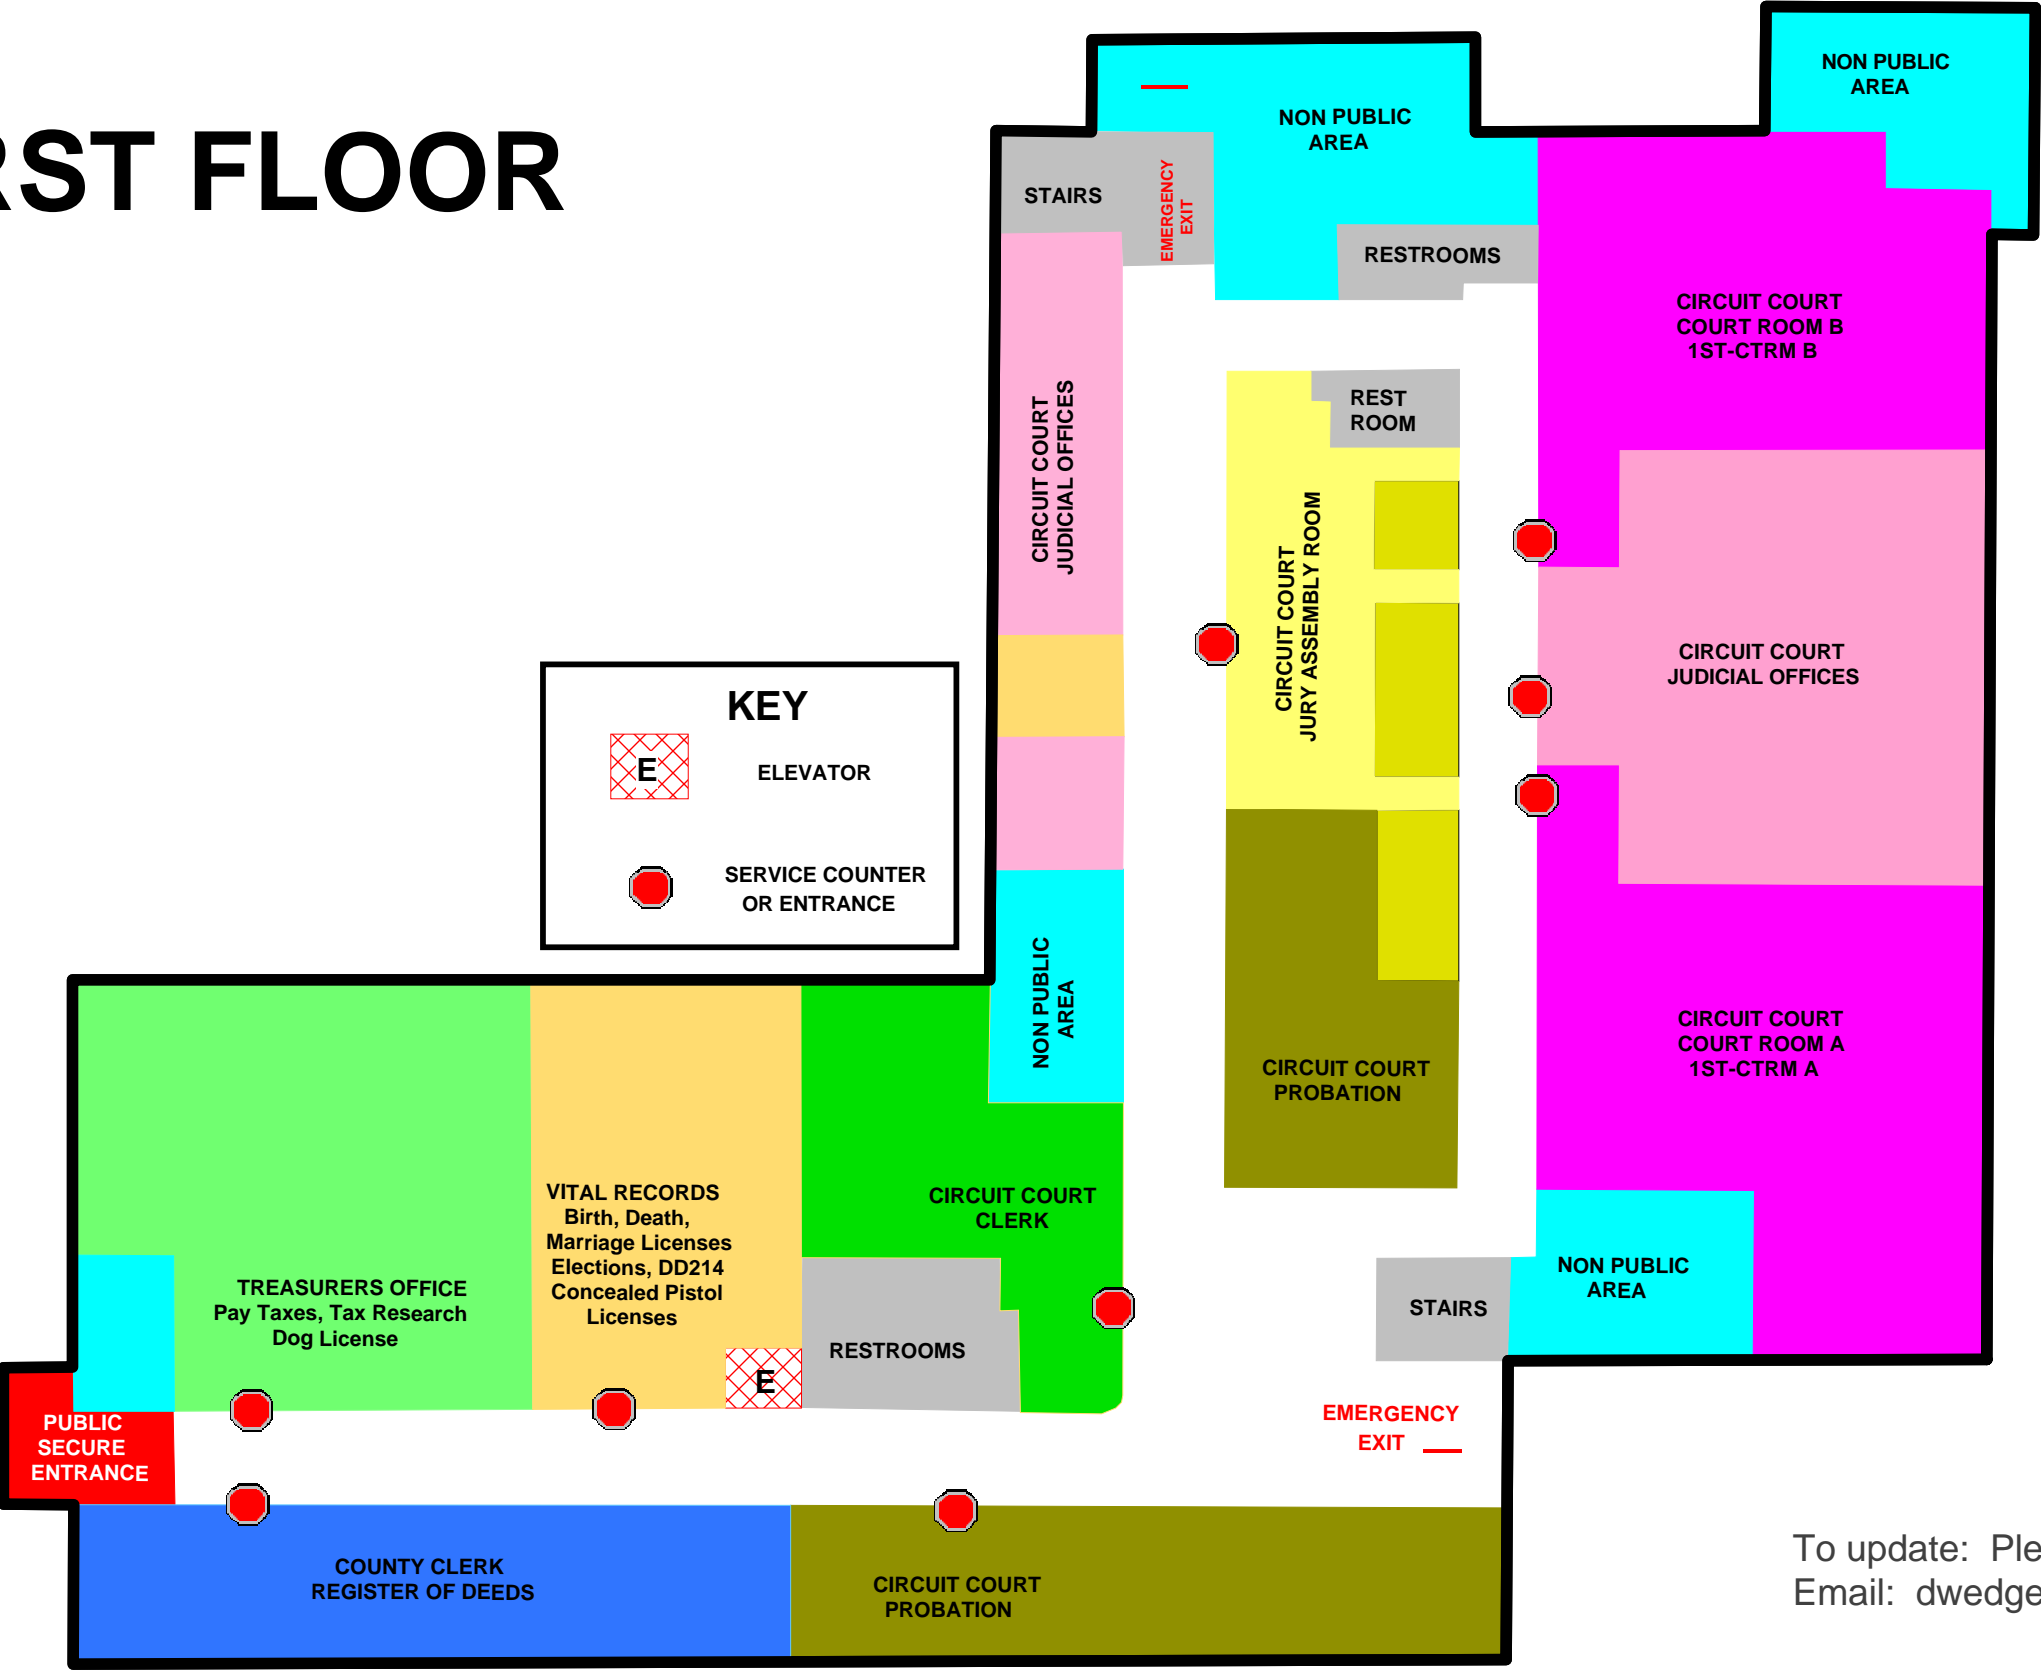 RST FLOOR
NON PUBLIC
AREA
NON PUBLIC
AREA
STAIRS
EMERGENCY
EXIT
RESTROOMS
CIRCUIT COURT
COURT ROOM B
1ST-CTRM B
REST
ROOM
CIRCUIT COURT
JUDICIAL OFFICES
CIRCUIT COURT
JURY ASSEMBLY ROOM
CIRCUIT COURT
JUDICIAL OFFICES
KEY
E
ELEVATOR
SERVICE COUNTER
OR ENTRANCE
NON PUBLIC
AREA
CIRCUIT COURT
PROBATION
CIRCUIT COURT
COURT ROOM A
1ST-CTRM A
TREASURERS OFFICE
Pay Taxes, Tax Research
Dog License
VITAL RECORDS
Birth, Death,
Marriage Licenses
Elections, DD214
Concealed Pistol
Licenses
CIRCUIT COURT
CLERK
E
RESTROOMS
STAIRS
NON PUBLIC
AREA
PUBLIC
SECURE
ENTRANCE
EMERGENCY
EXIT
COUNTY CLERK
REGISTER OF DEEDS
CIRCUIT COURT
PROBATION
To update: Ple
Email: dwedge